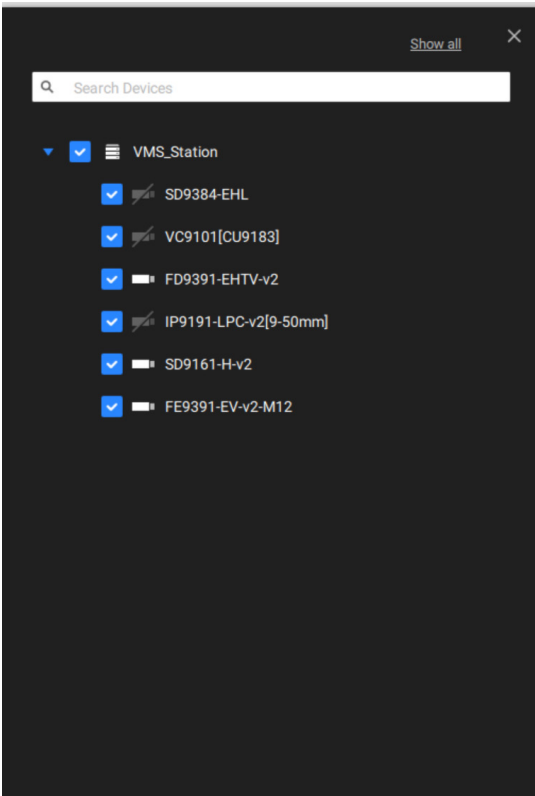 Show all
Search Devices
VMS_Station
SD9384-EHL
VC9101[CU9183]
FD9391-EHTV-v2
IP9191-LPC-v2[9-50mm]
SD9161-H-v2
FE9391-EV-v2-M12